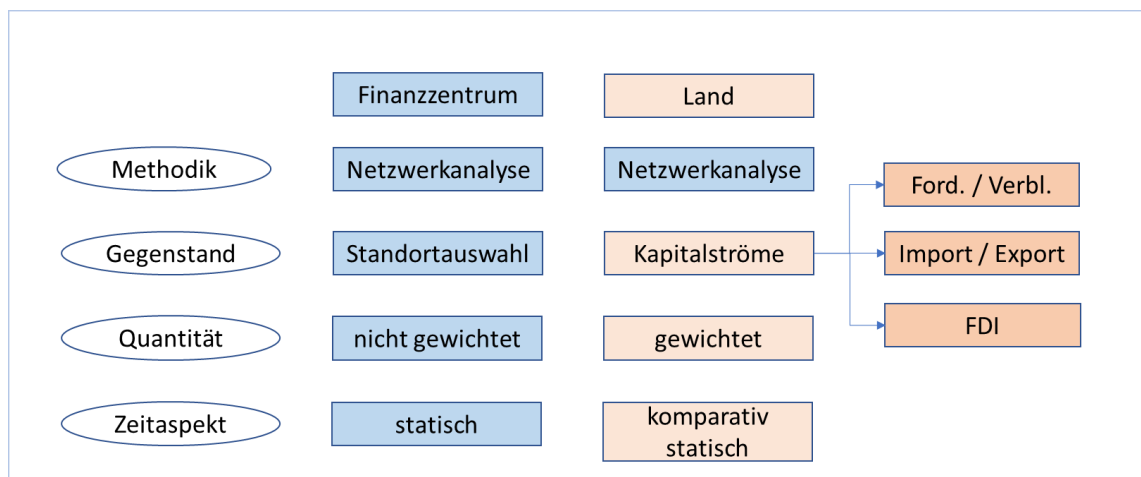 Finanzzentrum
Land
Methodik
Netzwerkanalyse
Netzwerkanalyse
Ford. / Verbl.
Gegenstand
Standortauswahl
Kapitalströme
Import / Export
Quantität
nicht gewichtet
gewichtet
FDI
Zeitaspekt
statisch
komparativ
statisch